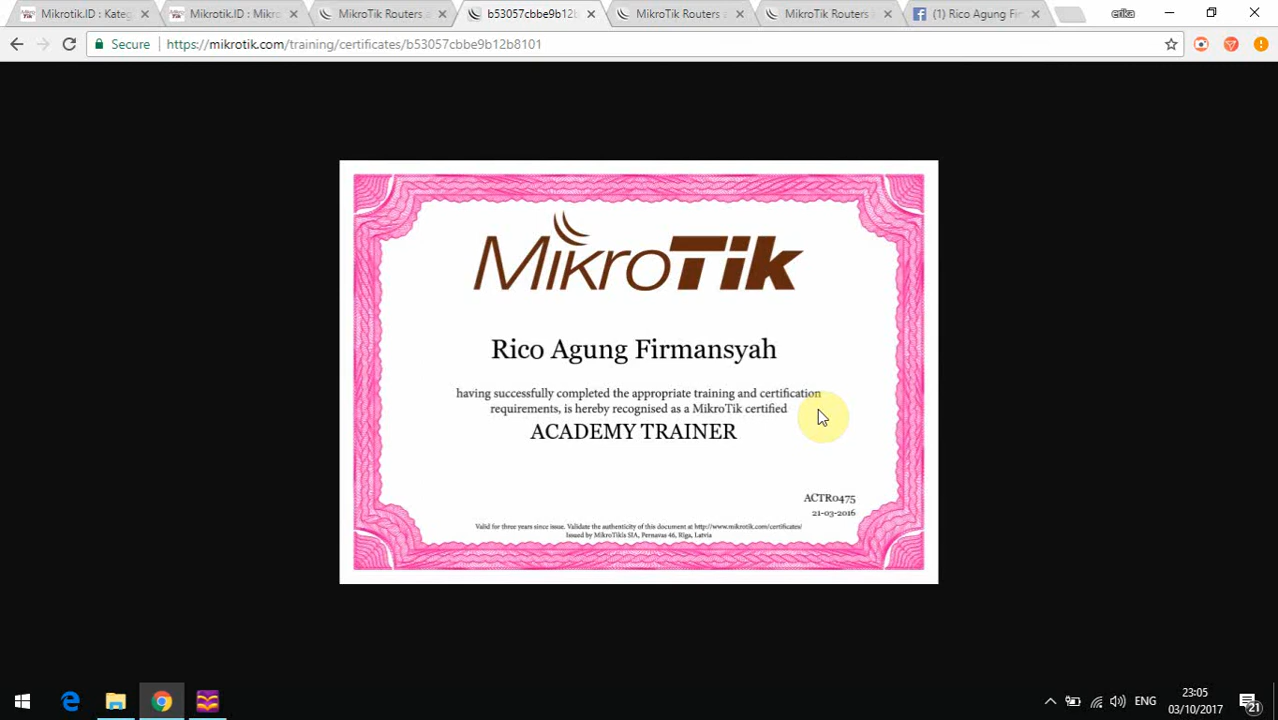 Mikrotik.ID : Kateg
Mikrotik.ID : Mikro
MikroTik Routers a
b53057cbbe9b12b
MikroTik Routers a
MikroTik Routers
(1) Rico Agung Fir
erika
Secure
https://mikrotik.com/training/certificates/b53057cbbe9b12b8101
MikroTik
Rico Agung Firmansyah
having successfully completed the appropriate training and certification
requirements, is hereby recognised as a MikroTik certified
ACADEMY TRAINER
ACTR0475
21-03-2016
Valid for three years since issue. Validate the authenticity of this document at http://www.mikrotik.com/certificates/
Issued by MikroTikls SIA, Pernavas 46, Riga, Latvia
ENG
23:05
03/10/2017
21